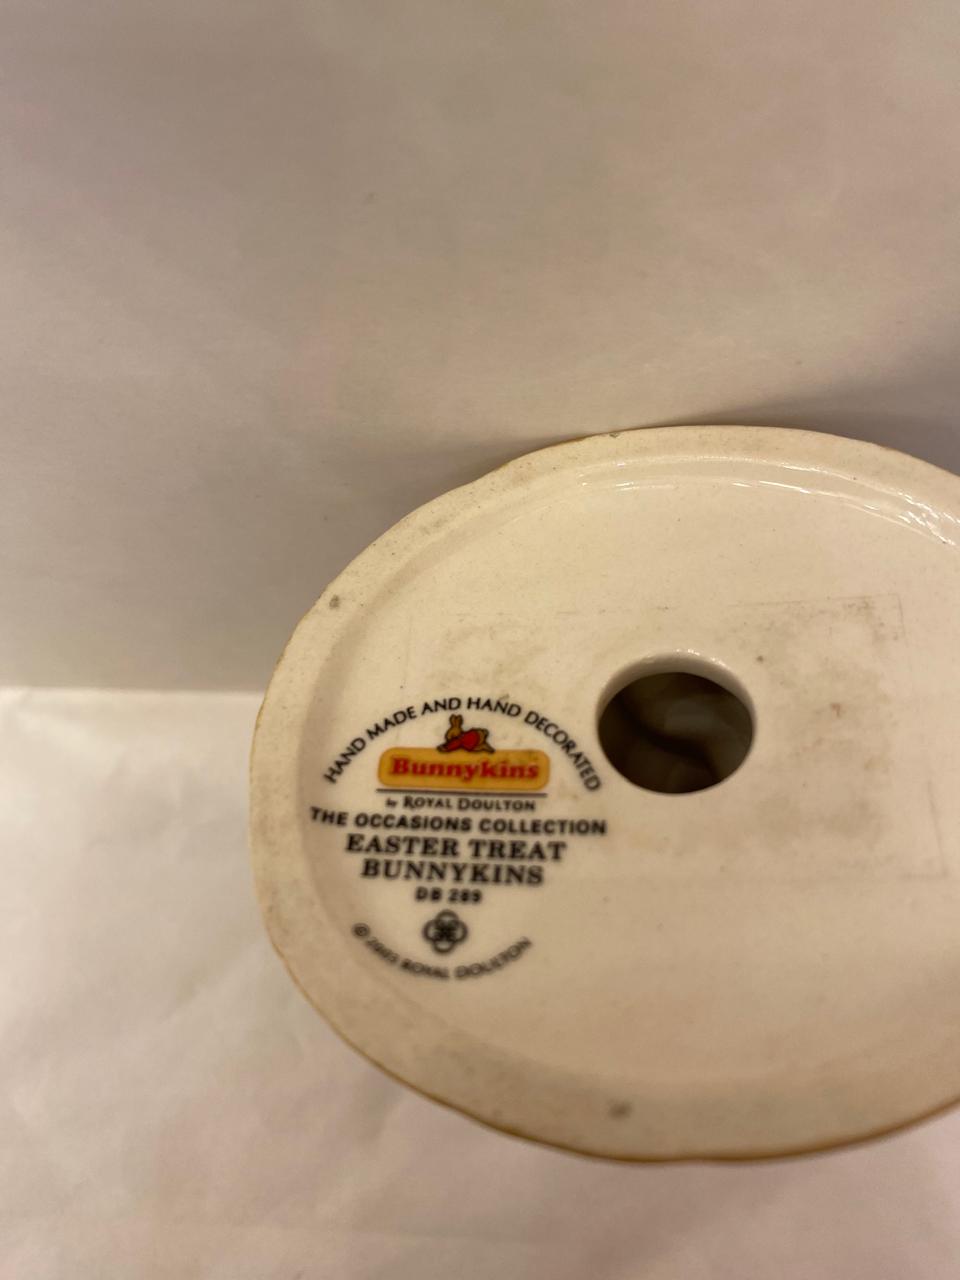 HAND MADE AND HAND DECORATED
Bunnykins
by ROYAL DOULTON
THE OCCASIONS COLLECTION
EASTER TREAT
BUNNYKINS
DB 289
© 2003 ROYAL DOULTON